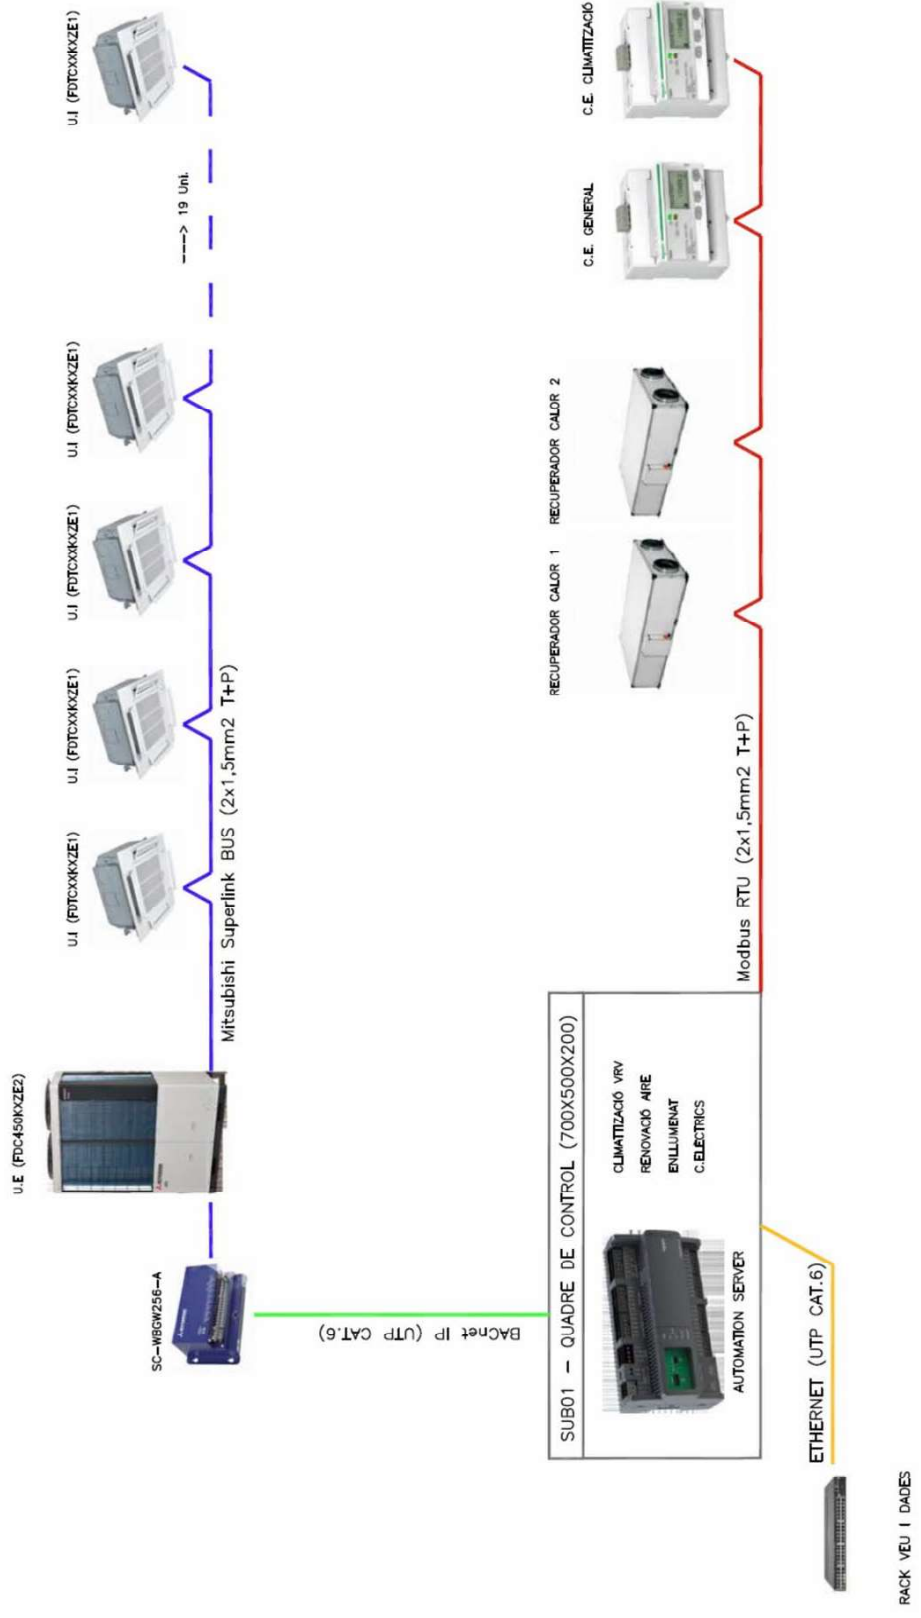 U.E (FDC450KXZE2)
U.I (FDTCXXKXZE1)
U.I (FDTCXXKXZE1)
U.I (FDTCXXKXZE1)
U.I (FDTCXXKXZE1)
U.I (FDTCXXKXZE1)
----> 19 Uni.
SC-WBGW256-A
Mitsubishi Superlink BUS (2x1,5mm2 T+P)
BACnet IP (UTP CAT.6)
SUB01 - QUADRE DE CONTROL (700X500X200)
CLIMATITZACIÓ VRV
RENOVACIÓ AIRE
ENLLUMENAT
C.ELÈCTRICS
AUTOMATION SERVER
RECUPERADOR CALOR 1
RECUPERADOR CALOR 2
C.E. GENERAL
C.E. CLIMATITZACIÓ
Modbus RTU (2x1,5mm2 T+P)
ETHERNET (UTP CAT.6)
RACK VEU I DADES